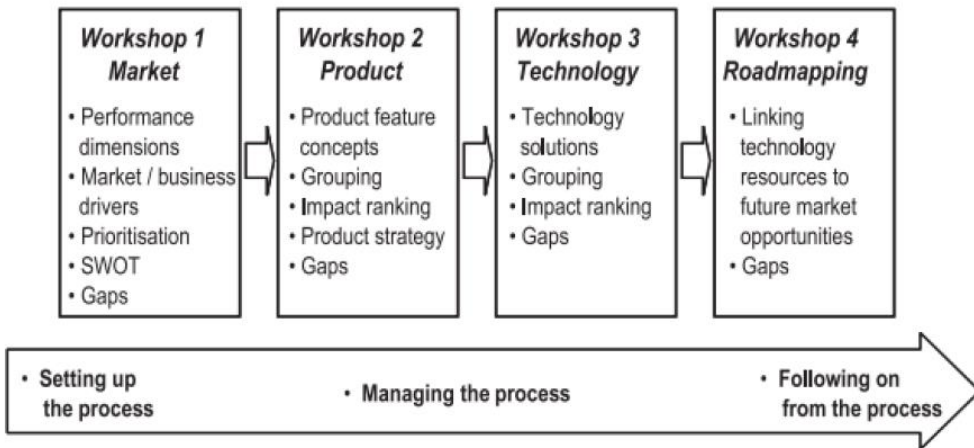 Workshop 1
Market
• Performance
dimensions
• Market / business
drivers
• Prioritisation
• SWOT
• Gaps
Workshop 2
Product
• Product feature
concepts
• Grouping
• Impact ranking
• Product strategy
• Gaps
Workshop 3
Technology
• Technology
solutions
• Grouping
• Impact ranking
• Gaps
Workshop 4
Roadmapping
• Linking
technology
resources to
future market
opportunities
• Gaps
• Setting up
the process
• Managing the process
• Following on
from the process